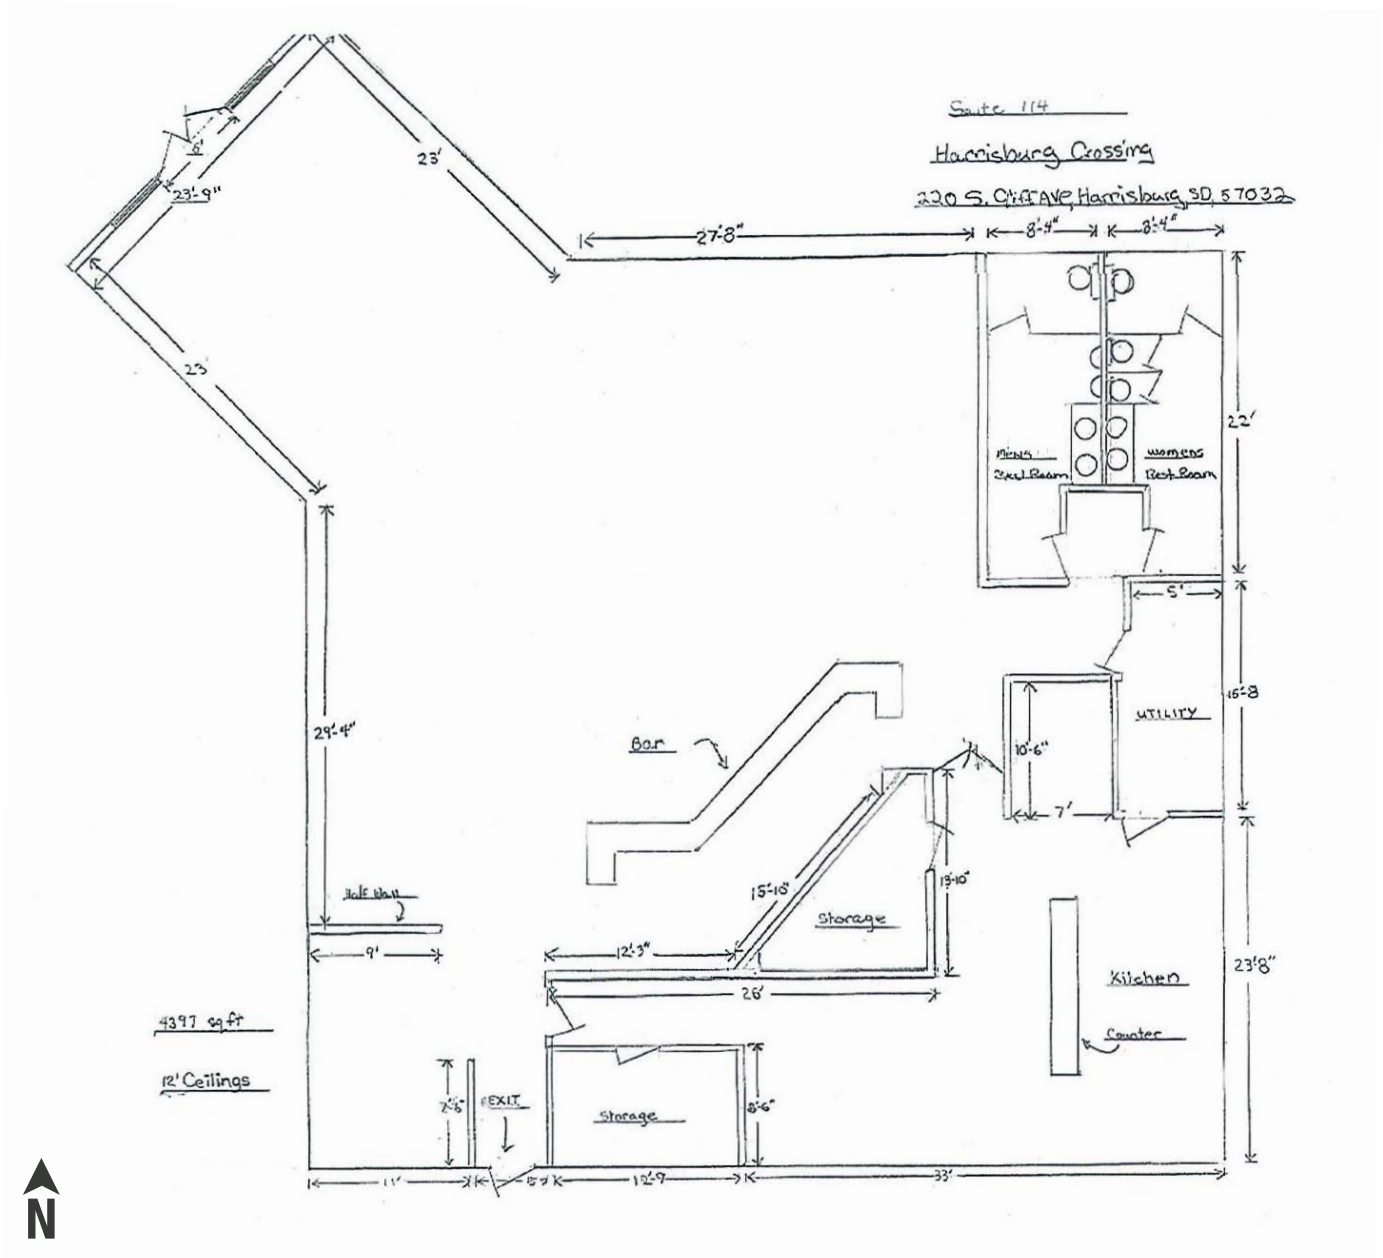 Suite 114
Harrisburg Crossing
220 S. Cliff Ave, Harrisburg, SD, 57032
27'-8"
8'-4"
8'-4"
23'
6'
23'-9"
23'
22'
Mens
Rest Room
Womens
Rest Room
5'
15'-8
Utility
10'-6"
7'
29'-4"
Bar
15'-10"
13'-10"
Storage
Half Wall
9'
12'-3"
26'
23'8"
Kitchen
Counter
4397 sq ft
12' Ceilings
EXIT
Storage
8'-6"
11'
33'
N